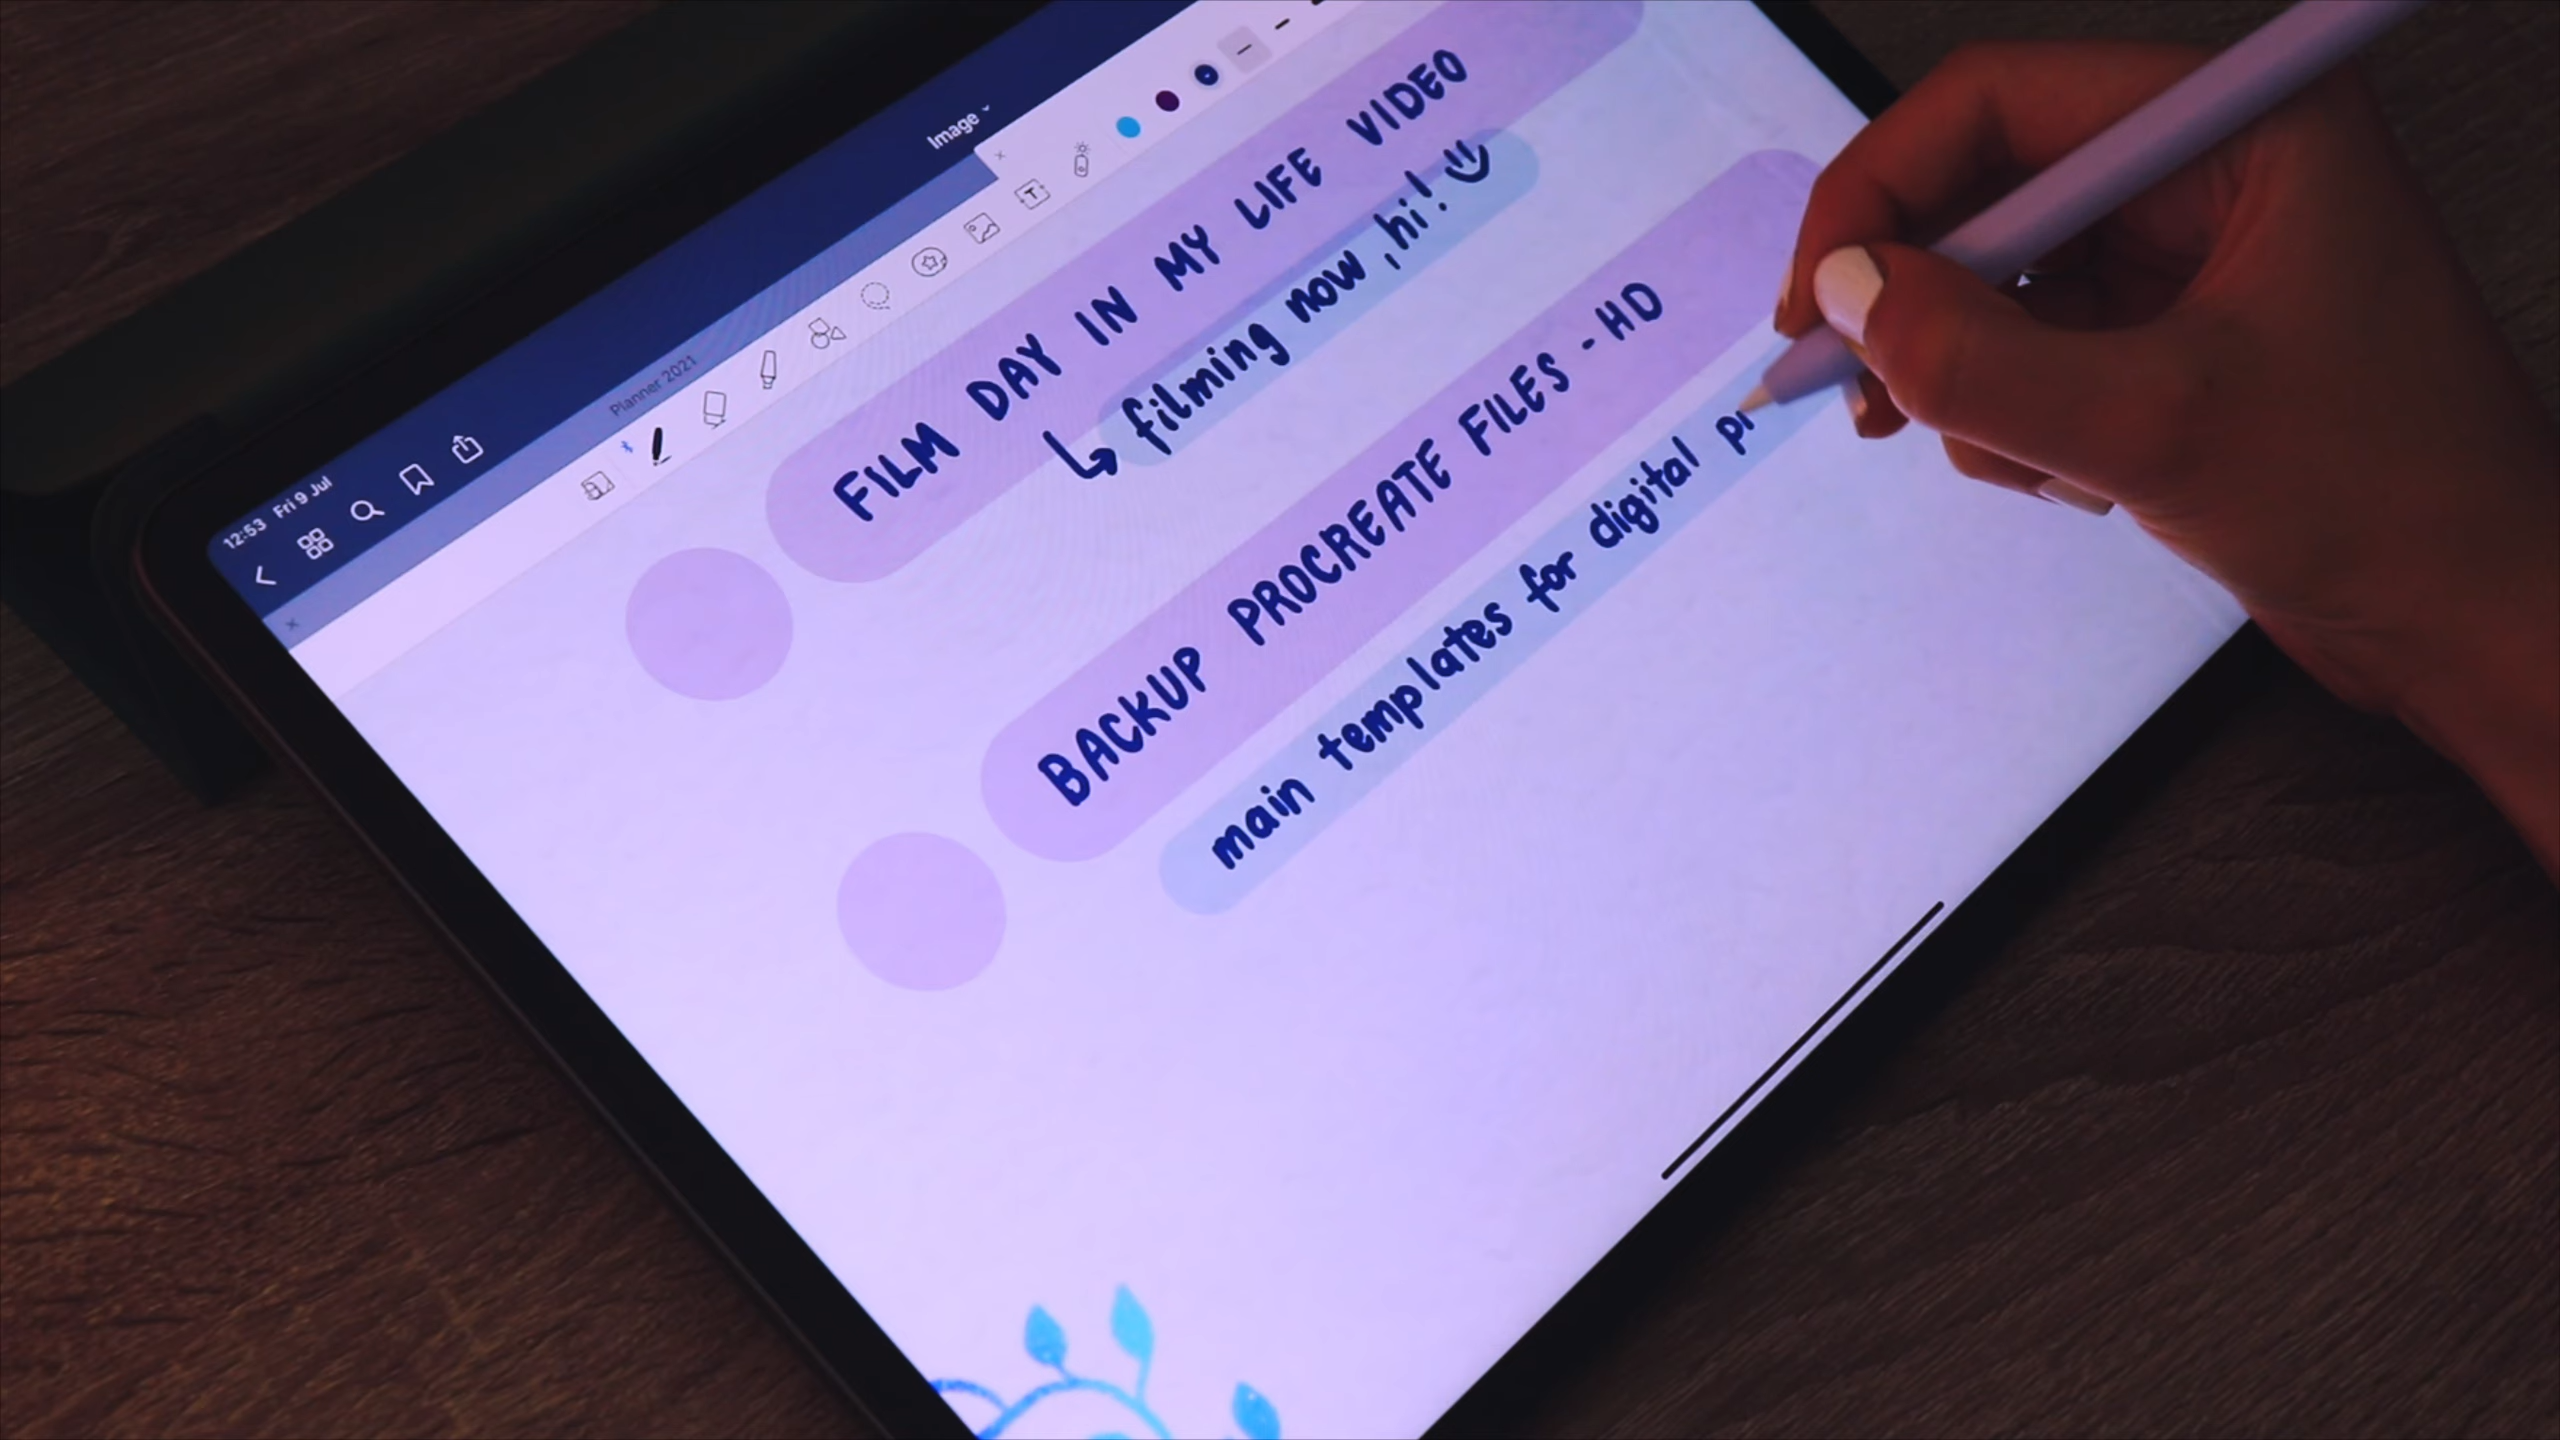 12:53 Fri 9 Jul
Image
Planner 2021
T
FILM DAY IN MY LIFE VIDEO
filming now, hi!
BACKUP PROCREATE FILES - HD
main templates for digital pr